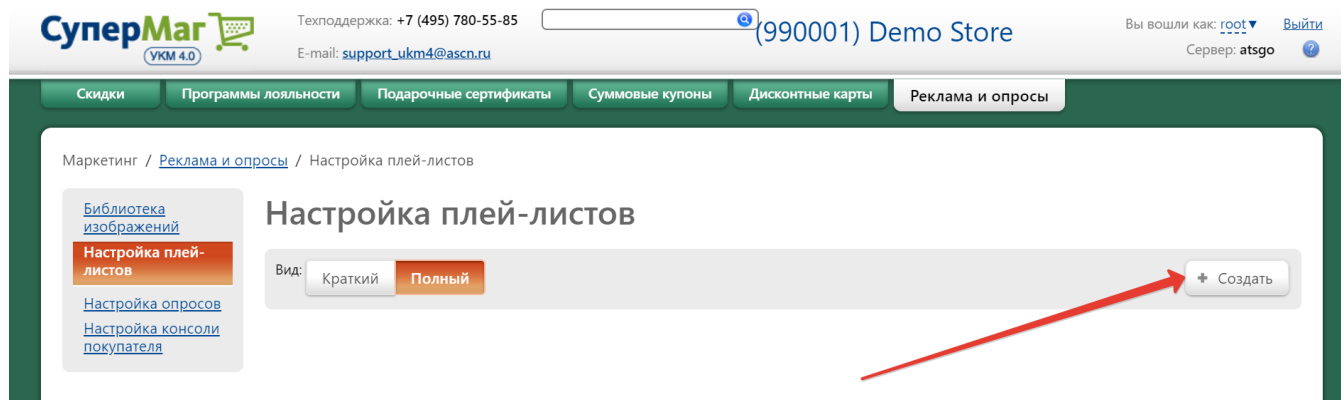 СуперМаг
(УКМ 4.0)
Техподдержка: +7 (495) 780-55-85
E-mail: support_ukm4@ascn.ru
(990001) Demo Store
Вы вошли как: root▼ Выйти
Сервер: atsgo ?
Скидки Программы лояльности Подарочные сертификаты Суммовые купоны Дисконтные карты Реклама и опросы
Маркетинг / Реклама и опросы / Настройка плей-листов
Библиотека
изображений
Настройка плей-
листов
Настройка опросов
Настройка консоли
покупателя
Настройка плей-листов
Вид: Краткий Полный + Создать